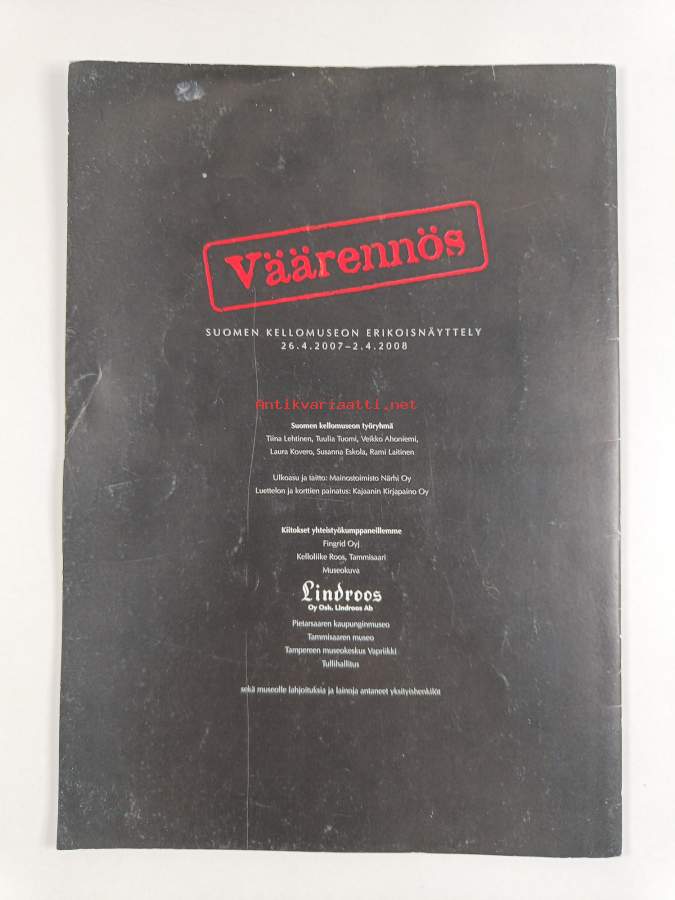 Väärennös
SUOMEN KELLOMUSEON ERIKOISNÄYTTELY
26.4.2007–2.4.2008
Antikvariaatti.net
Suomen kellomuseon työryhmä
Tiina Lehtinen, Tuulia Tuomi, Veikko Ahoniemi,
Laura Kovero, Susanna Eskola, Rami Laitinen
Ulkoasu ja taitto: Mainostoimisto Närhi Oy
Luettelon ja korttien painatus: Kajaanin Kirjapaino Oy
Kiitokset yhteistyökumppaneillemme
Fingrid Oyj
Kelloliike Roos, Tammisaari
Museokuva
Lindroos
Oy Osk. Lindroos Ab
Pietarsaaren kaupunginmuseo
Tammisaaren museo
Tampereen museokeskus Vapriikki
Tullihallitus
sekä museolle lahjoituksia ja lainoja antaneet yksityishenkilöt